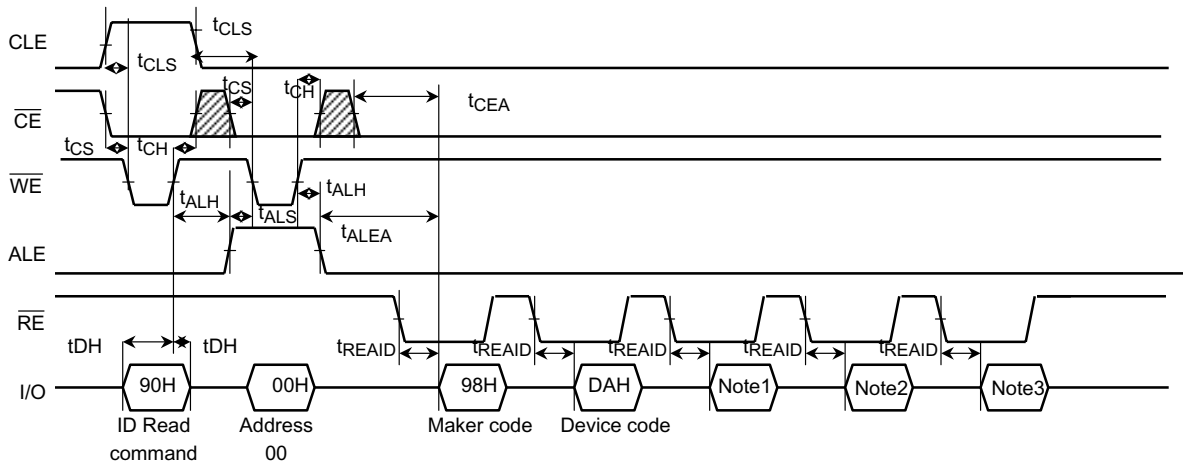 CLE
tCLS
tCLS
CE
tCS
tCH
tCEA
tCS
tCH
WE
tALH
tALH
tALS
tALEA
ALE
RE
tDH
tDH
tREAID
tREAID
tREAID
tREAID
tREAID
I/O
90H
00H
98H
DAH
Note1
Note2
Note3
ID Read
command
Address
00
Maker code
Device code